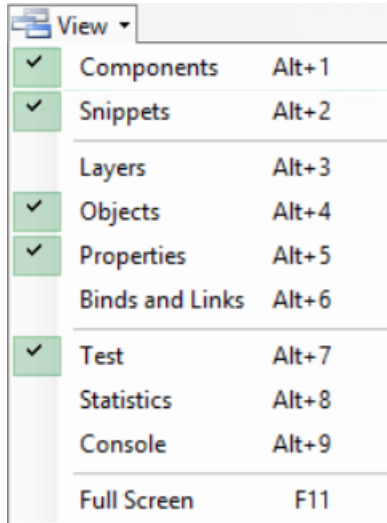 View
Components Alt+1
Snippets Alt+2
Layers Alt+3
Objects Alt+4
Properties Alt+5
Binds and Links Alt+6
Test Alt+7
Statistics Alt+8
Console Alt+9
Full Screen F11